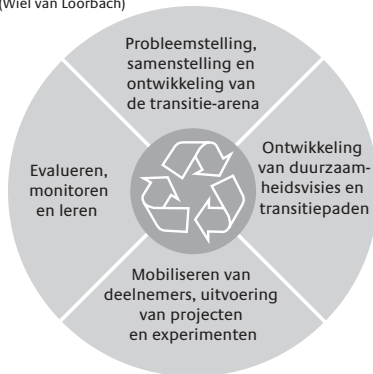 (Wiel van Loorbach)
Probleemstelling,
samenstelling en
ontwikkeling van
de transitie-arena
Ontwikkeling
van duurzaam-
heidsvisies en
transitiepaden
Mobiliseren van
deelnemers, uitvoering
van projecten
en experimenten
Evalueren,
monitoren
en leren